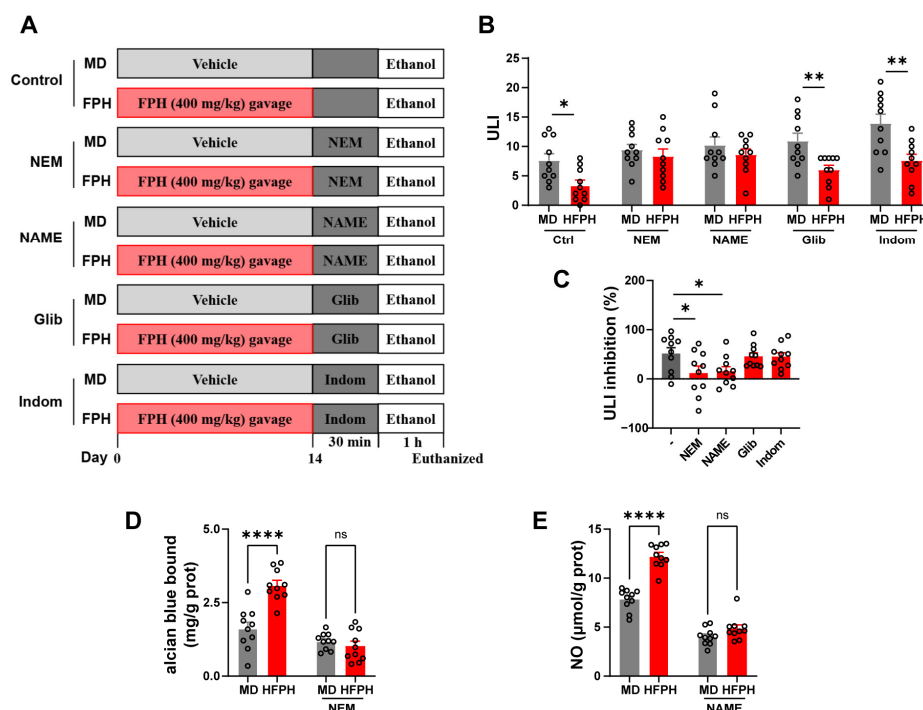 A
Control
MD
Vehicle
Ethanol
FPH
FPH (400 mg/kg) gavage
Ethanol
NEM
MD
Vehicle
NEM
Ethanol
FPH
FPH (400 mg/kg) gavage
NEM
Ethanol
NAME
MD
Vehicle
NAME
Ethanol
FPH
FPH (400 mg/kg) gavage
NAME
Ethanol
Glib
MD
Vehicle
Glib
Ethanol
FPH
FPH (400 mg/kg) gavage
Glib
Ethanol
Indom
MD
Vehicle
Indom
Ethanol
FPH
FPH (400 mg/kg) gavage
Indom
Ethanol
30 min
1 h
Day
0
14
Euthanized
B
ULI
25
20
15
10
5
0
*
**
**
MD HFPH
MD HFPH
MD HFPH
MD HFPH
MD HFPH
Ctrl
NEM
NAME
Glib
Indom
C
ULI inhibition (%)
100
0
−100
*
*
-
NEM
NAME
Glib
Indom
D
alcian blue bound
(mg/g prot)
5.0
2.5
0.0
****
ns
MD HFPH
MD HFPH
NEM
E
NO (μmol/g prot)
15
10
5
0
****
ns
MD HFPH
MD HFPH
NAME